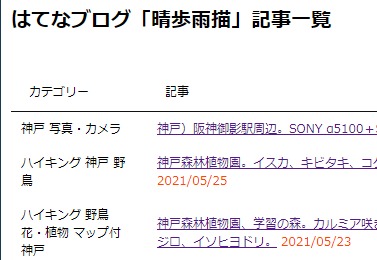 はてなブログ「晴歩雨描」記事一覧
カテゴリー 記事
神戸 写真・カメラ 神戸）阪神御影駅周辺。SONY α5100＋
ハイキング 神戸 野 神戸森林植物園。イスカ、キビタキ、コ
鳥 2021/05/25
ハイキング 野鳥
花・植物 マップ付 神戸森林植物園、学習の森。カルミア咲
神戸 ジロ、イソヒヨドリ。 2021/05/23